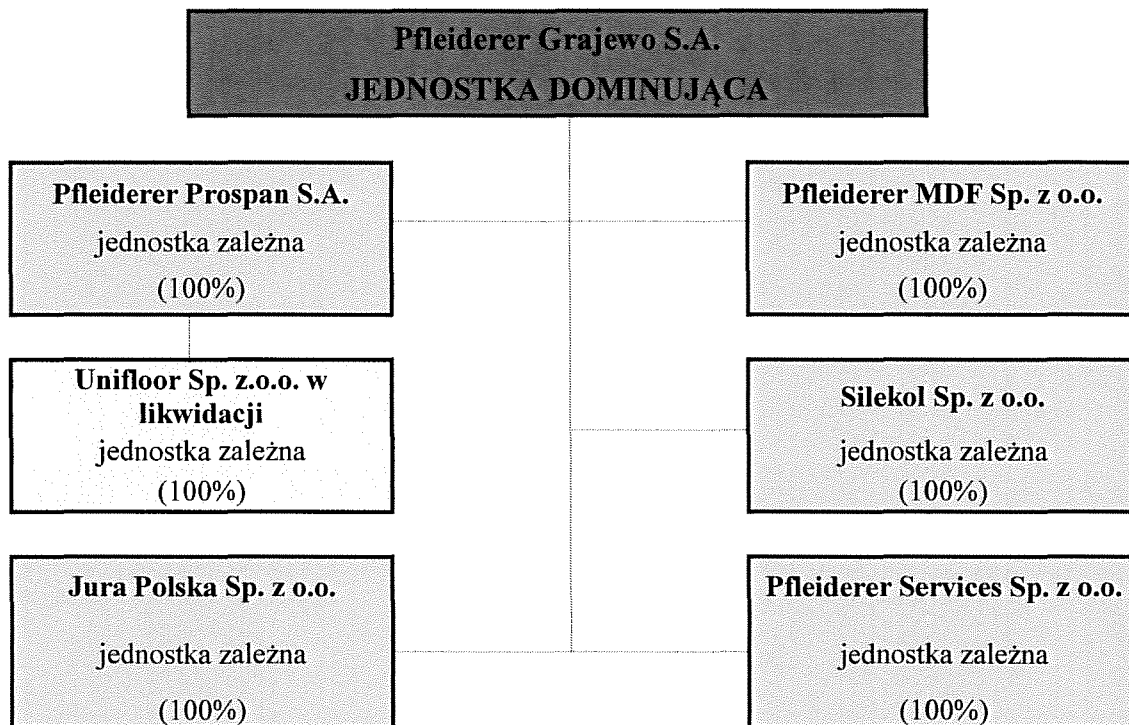 Pfleiderer Grajewo S.A.
JEDNOSTKA DOMINUJĄCA
Pfleiderer Prospan S.A.
jednostka zależna
(100%)
Pfleiderer MDF Sp. z o.o.
jednostka zależna
(100%)
Unifloor Sp. z.o.o. w
likwidacji
jednostka zależna
(100%)
Silekol Sp. z o.o.
jednostka zależna
(100%)
Jura Polska Sp. z o.o.
jednostka zależna
(100%)
Pfleiderer Services Sp. z o.o.
jednostka zależna
(100%)